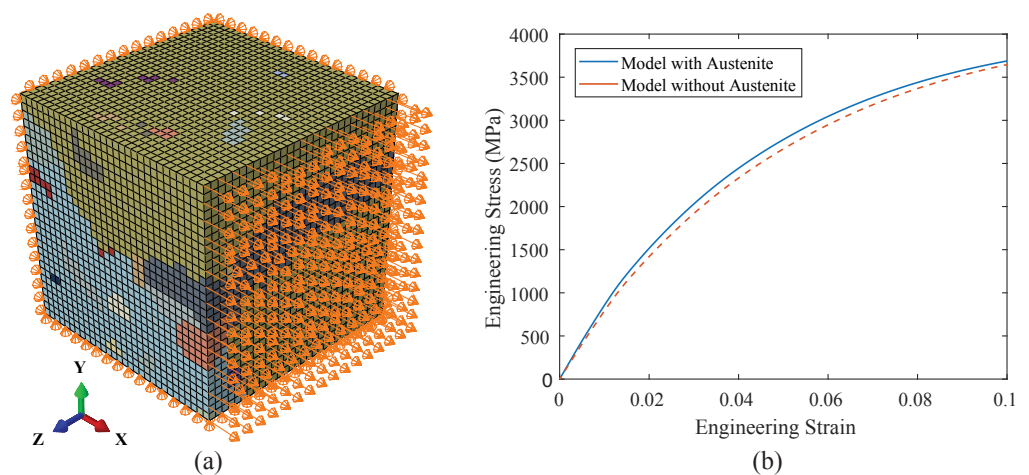 Y
Z
X
(a)
Engineering Stress (MPa)
4000
3500
3000
2500
2000
1500
1000
500
0
Model with Austenite
Model without Austenite
0 0.02 0.04 0.06 0.08 0.1
Engineering Strain
(b)